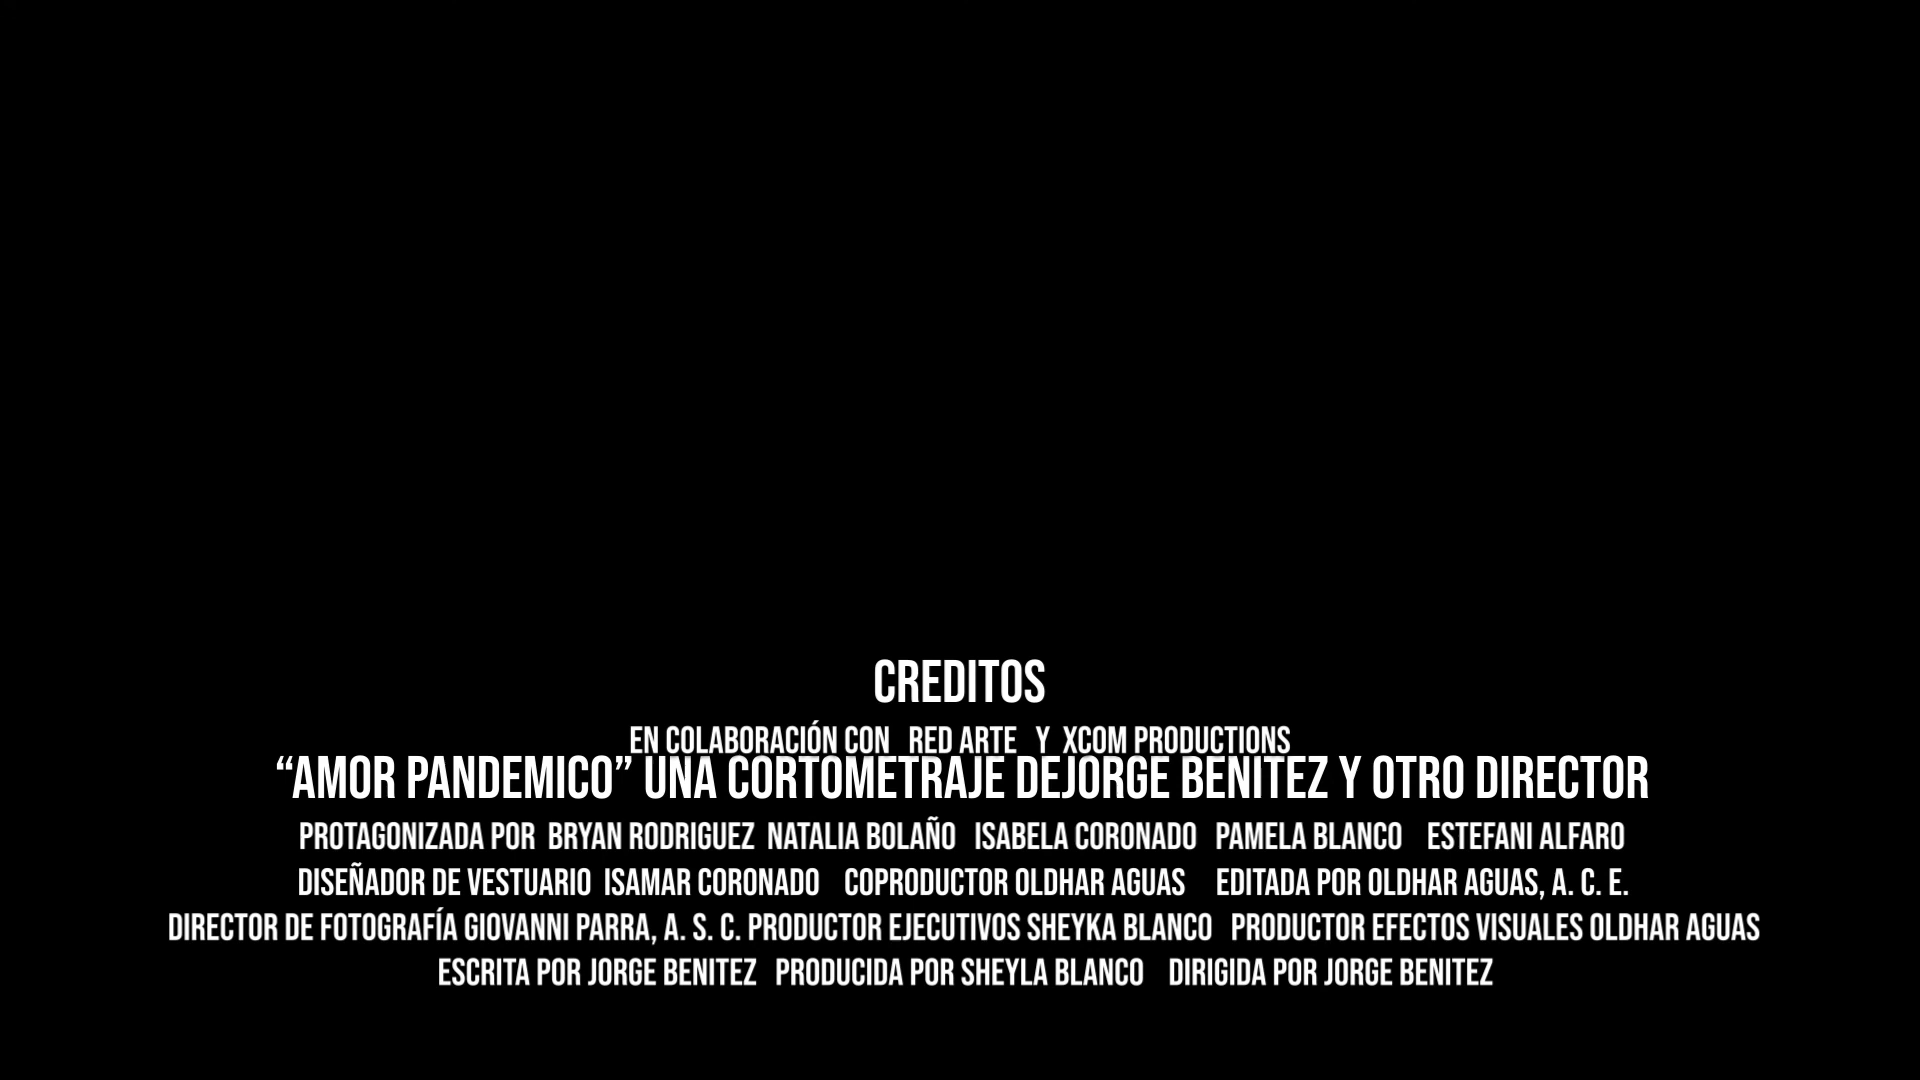 CREDITOS
EN COLABORACIÓN CON RED ARTE Y XCOM PRODUCTIONS
“AMOR PANDEMICO” UNA CORTOMETRAJE DEJORGE BENITEZ Y OTRO DIRECTOR
PROTAGONIZADA POR BRYAN RODRIGUEZ NATALIA BOLAÑO ISABELA CORONADO PAMELA BLANCO ESTEFANI ALFARO
DISEÑADOR DE VESTUARIO ISAMAR CORONADO COPRODUCTOR OLDHAR AGUAS EDITADA POR OLDHAR AGUAS, A. C. E.
DIRECTOR DE FOTOGRAFÍA GIOVANNI PARRA, A. S. C. PRODUCTOR EJECUTIVOS SHEYKA BLANCO PRODUCTOR EFECTOS VISUALES OLDHAR AGUAS
ESCRITA POR JORGE BENITEZ PRODUCIDA POR SHEYLA BLANCO DIRIGIDA POR JORGE BENITEZ